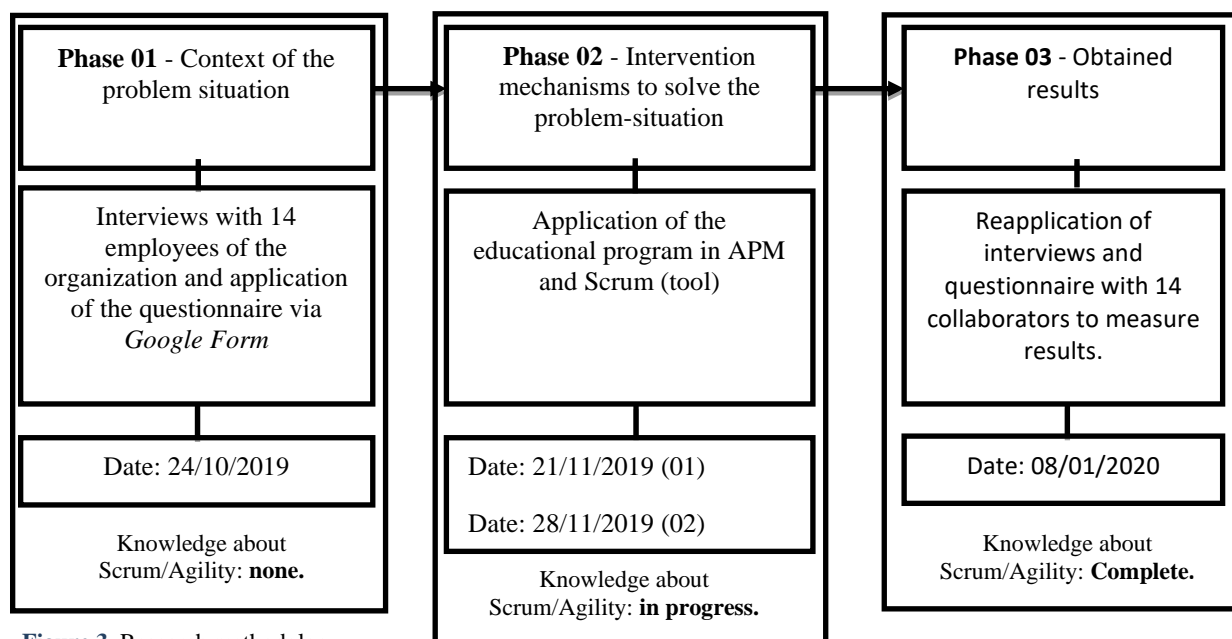 Phase 01 - Context of the
problem situation
Interviews with 14
employees of the
organization and application
of the questionnaire via
Google Form
Date: 24/10/2019
Knowledge about
Scrum/Agility: none.
Phase 02 - Intervention
mechanisms to solve the
problem-situation
Application of the
educational program in APM
and Scrum (tool)
Date: 21/11/2019 (01)
Date: 28/11/2019 (02)
Knowledge about
Scrum/Agility: in progress.
Phase 03 - Obtained
results
Reapplication of
interviews and
questionnaire with 14
collaborators to measure
results.
Date: 08/01/2020
Knowledge about
Scrum/Agility: Complete.
Figure 3. Research methodology